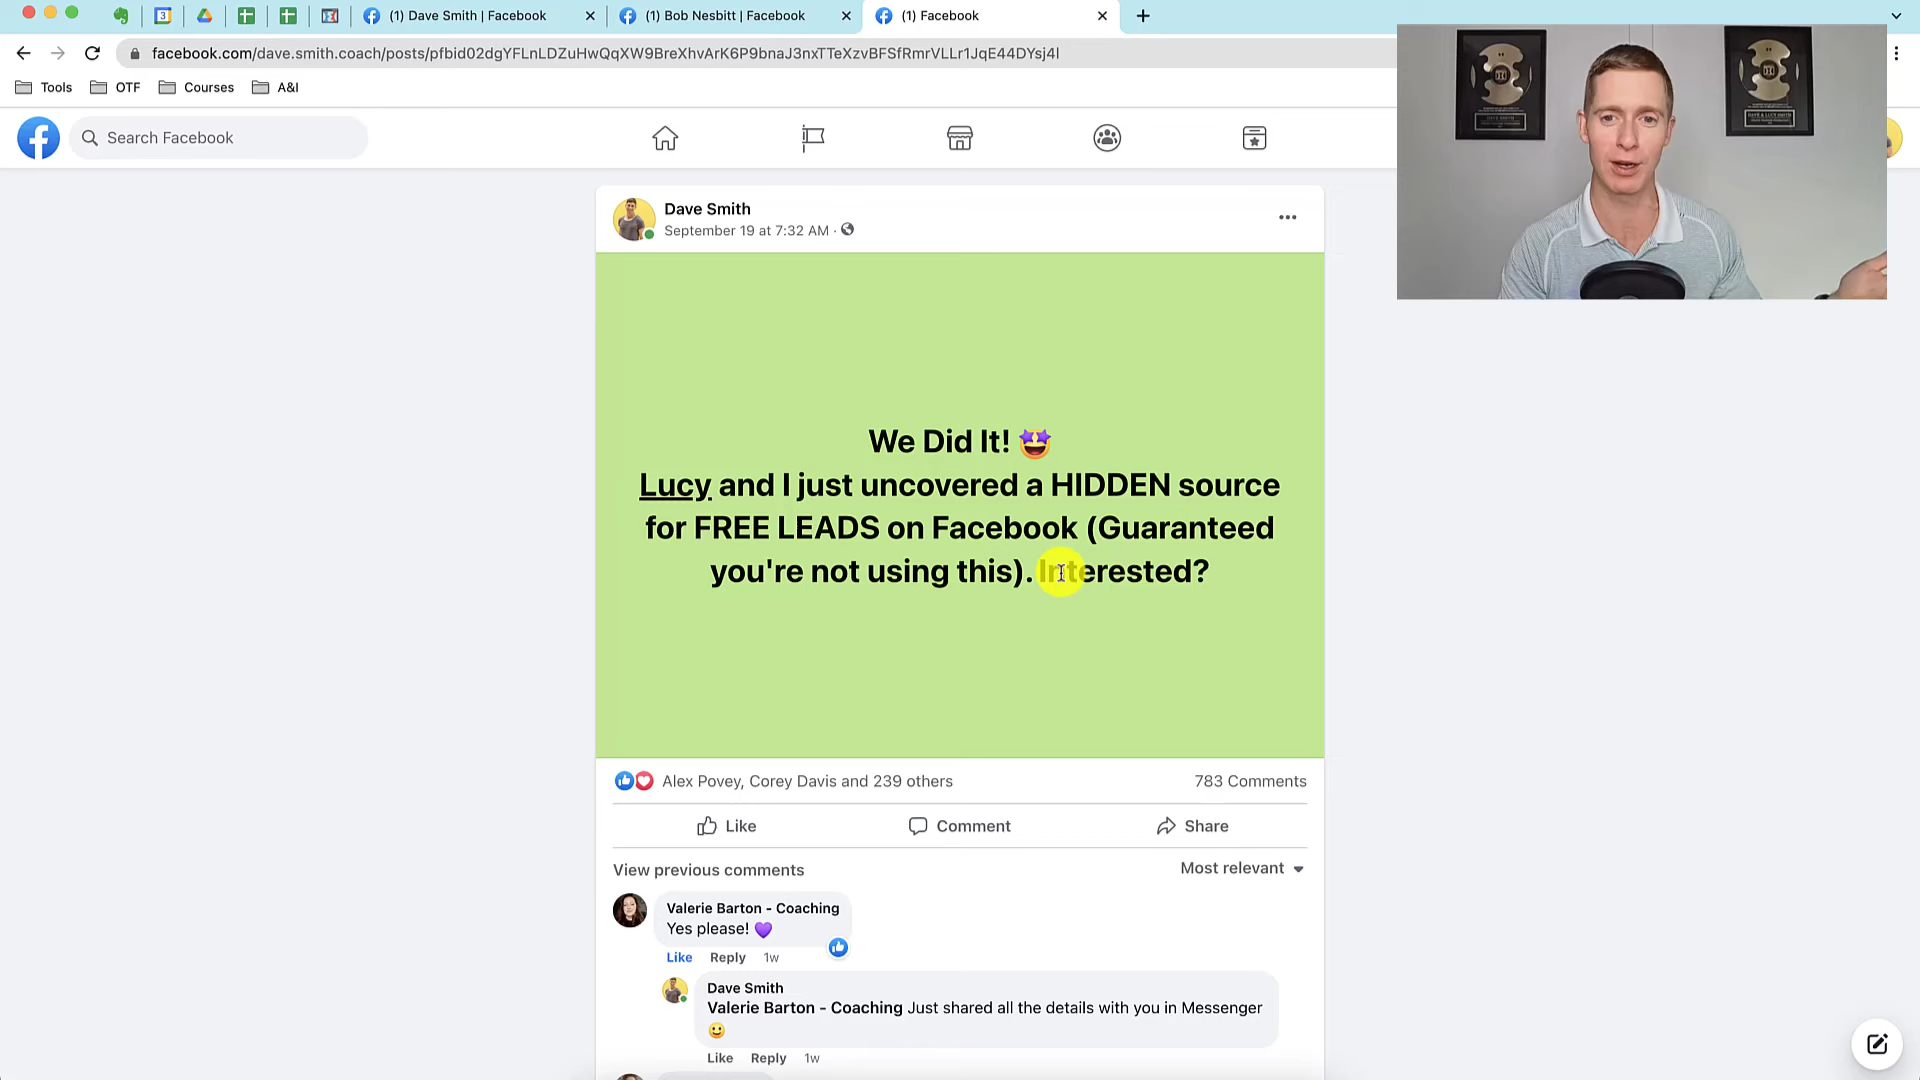 (1) Dave Smith | Facebook
(1) Bob Nesbitt | Facebook
(1) Facebook
facebook.com/dave.smith.coach/posts/pfbid02dgYFLnLDZuHwQqXW9BreXhvArK6P9bnaJ3nxTTeXzvBFSfRmrVLLr1JqE44DYsj4l
Tools
OTF
Courses
A&I
Search Facebook
Dave Smith
September 19 at 7:32 AM ·
We Did It! 🤩
Lucy and I just uncovered a HIDDEN source
for FREE LEADS on Facebook (Guaranteed
you're not using this). Interested?
Alex Povey, Corey Davis and 239 others
783 Comments
Like
Comment
Share
View previous comments
Most relevant
Valerie Barton - Coaching
Yes please! 💜
Like Reply 1w
Dave Smith
Valerie Barton - Coaching Just shared all the details with you in Messenger
😀
Like Reply 1w